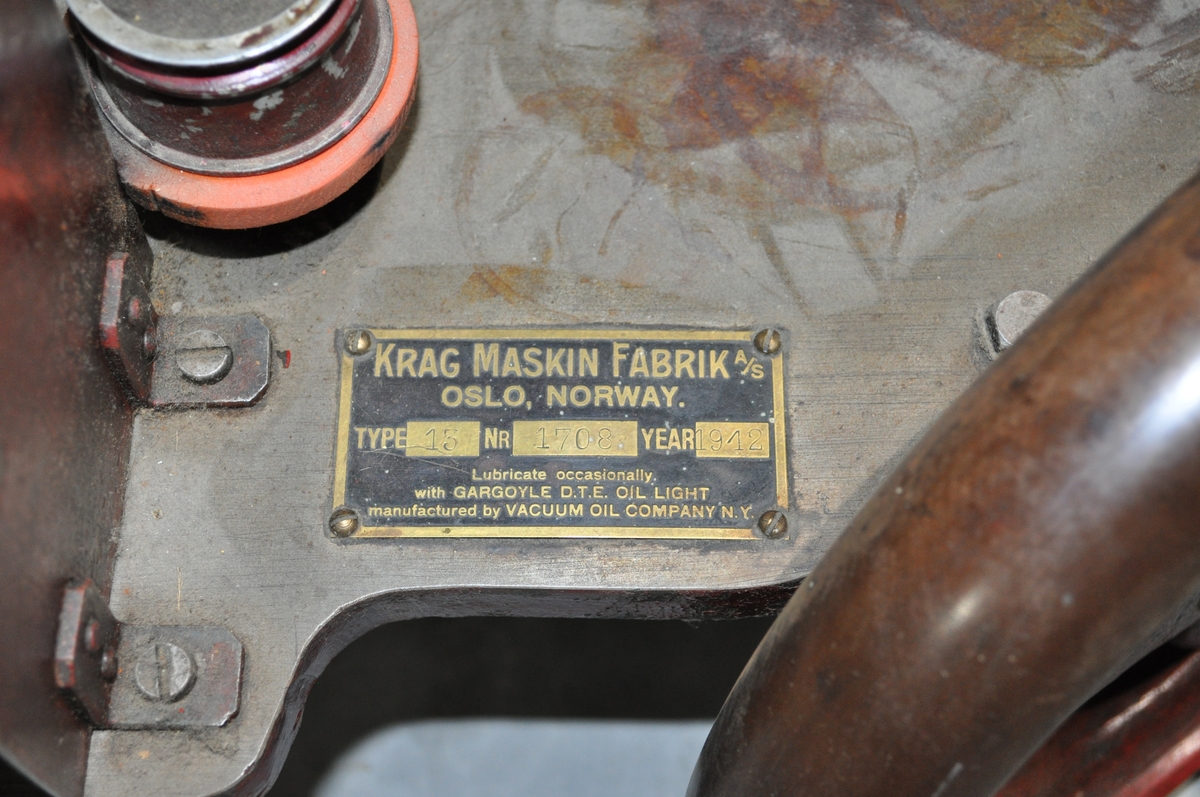 KRAG MASKIN FABRIK A/S
OSLO, NORWAY.
TYPE 15 NR 1708 YEAR 1942
Lubricate occasionally.
with GARGOYLE D.T.E. OIL LIGHT
manufactured by VACUUM OIL COMPANY N.Y.